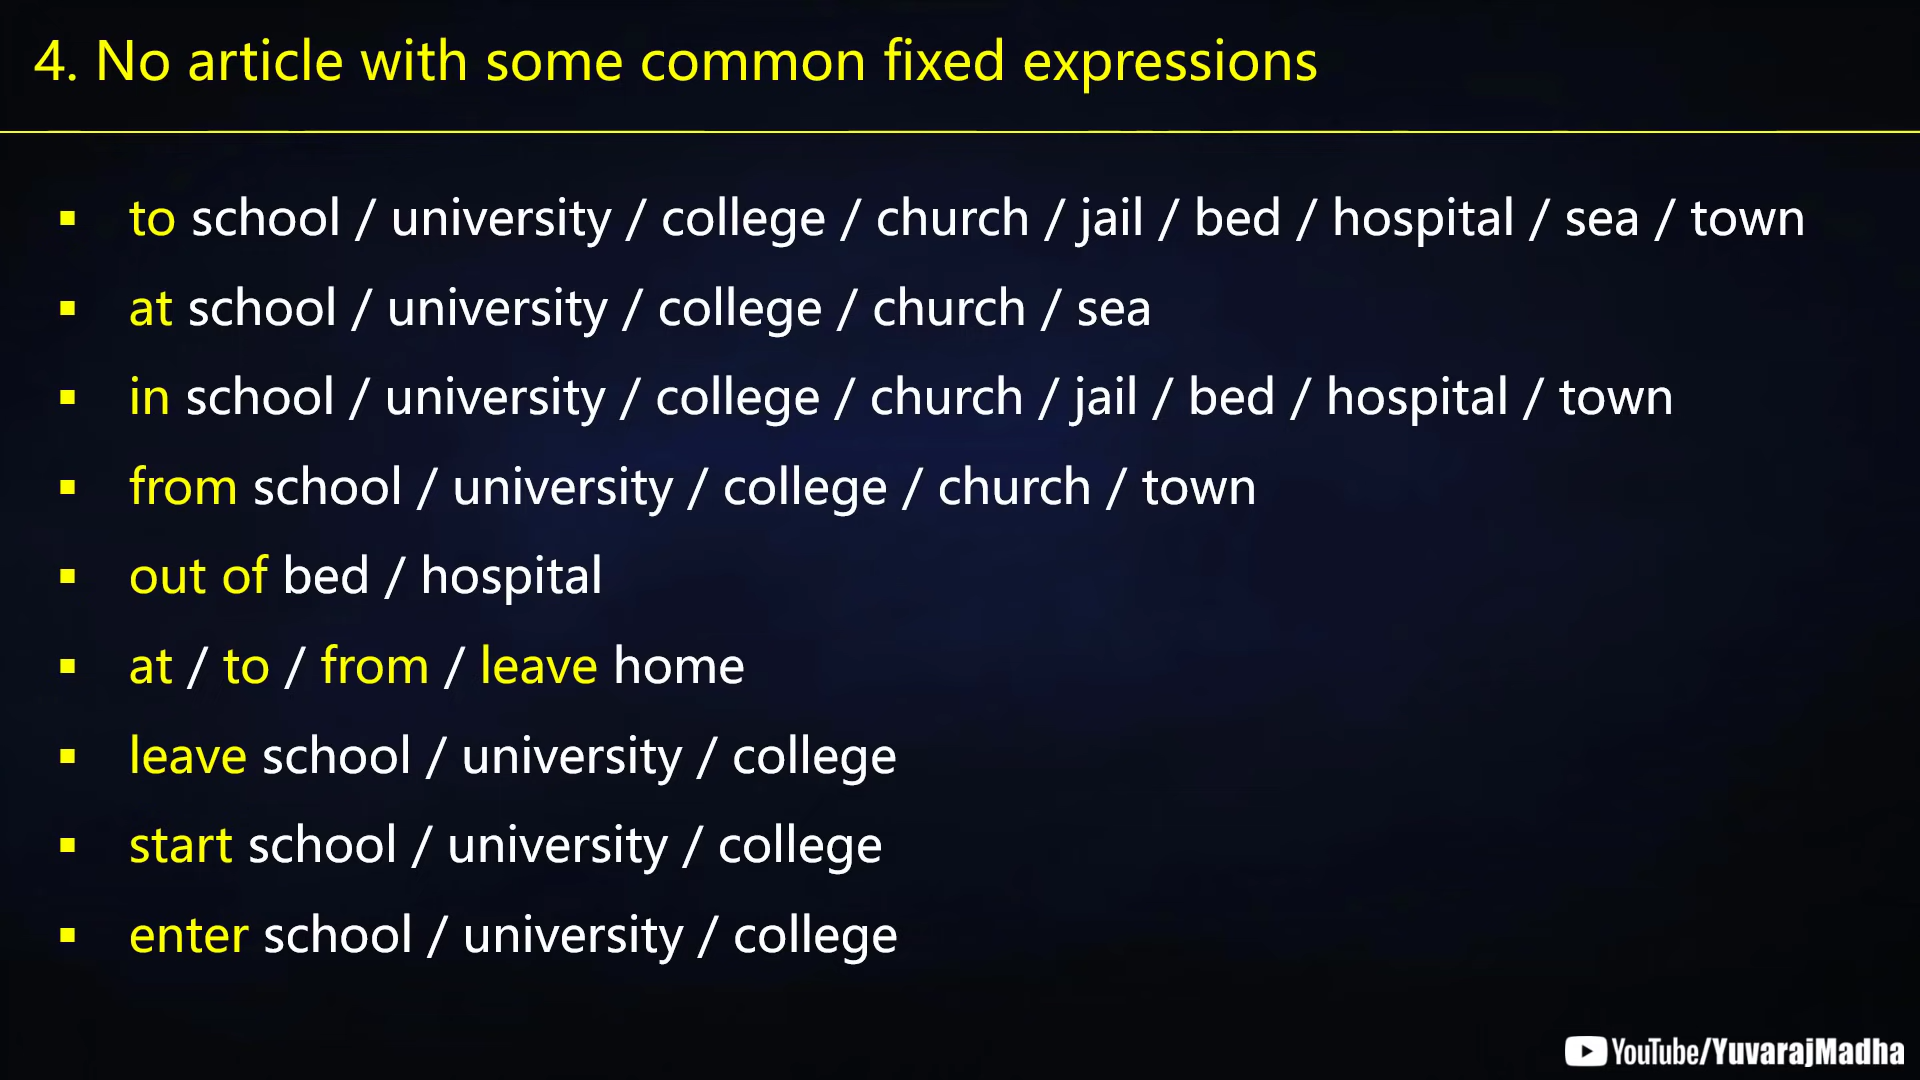 4. No article with some common fixed expressions
▪ to school / university / college / church / jail / bed / hospital / sea / town
▪ at school / university / college / church / sea
▪ in school / university / college / church / jail / bed / hospital / town
▪ from school / university / college / church / town
▪ out of bed / hospital
▪ at / to / from / leave home
▪ leave school / university / college
▪ start school / university / college
▪ enter school / university / college
YouTube/YuvarajMadha